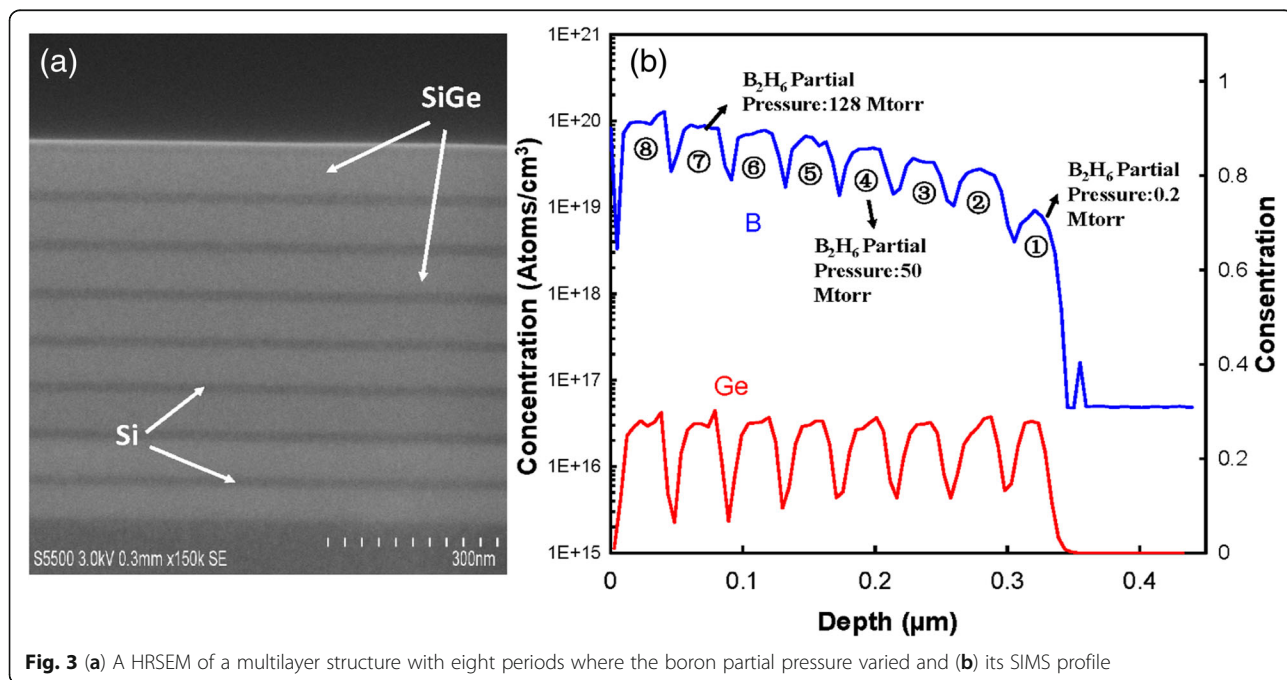 (a)
SiGe
Si
S5500 3.0kV 0.3mm x150k SE
300nm
(b)
1E+21
1E+20
1E+19
1E+18
1E+17
1E+16
1E+15
Concentration (Atoms/cm³)
B₂H₆ Partial
Pressure:128 Mtorr
⑧
⑦
⑥
⑤
④
③
②
①
B
B₂H₆ Partial
Pressure:50
Mtorr
B₂H₆ Partial
Pressure:0.2
Mtorr
Ge
1
0.8
0.6
0.4
0.2
0
Consentration
0
0.1
0.2
0.3
0.4
Depth (µm)
Fig. 3 (a) A HRSEM of a multilayer structure with eight periods where the boron partial pressure varied and (b) its SIMS profile